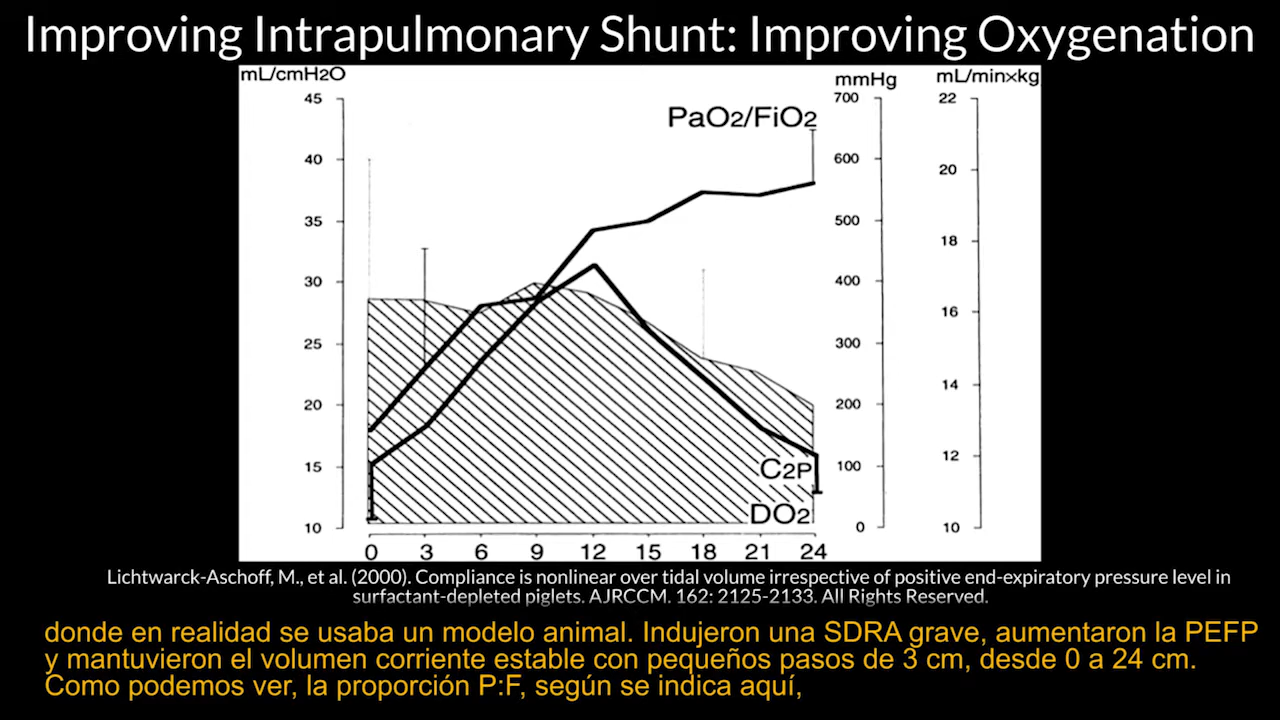 Improving Intrapulmonary Shunt: Improving Oxygenation
mL/cmH2O
mmHg
mL/min×kg
45
700
22
PaO2/FiO2
40
600
20
35
500
18
30
400
16
25
300
14
20
200
12
15
100
C2P
DO2
10
0
10
0 3 6 9 12 15 18 21 24
Lichtwarck-Aschoff, M., et al. (2000). Compliance is nonlinear over tidal volume irrespective of positive end-expiratory pressure level in
surfactant-depleted piglets. AJRCCM. 162: 2125-2133. All Rights Reserved.
donde en realidad se usaba un modelo animal. Indujeron una SDRA grave, aumentaron la PEFP
y mantuvieron el volumen corriente estable con pequeños pasos de 3 cm, desde 0 a 24 cm.
Como podemos ver, la proporción P:F, según se indica aquí,